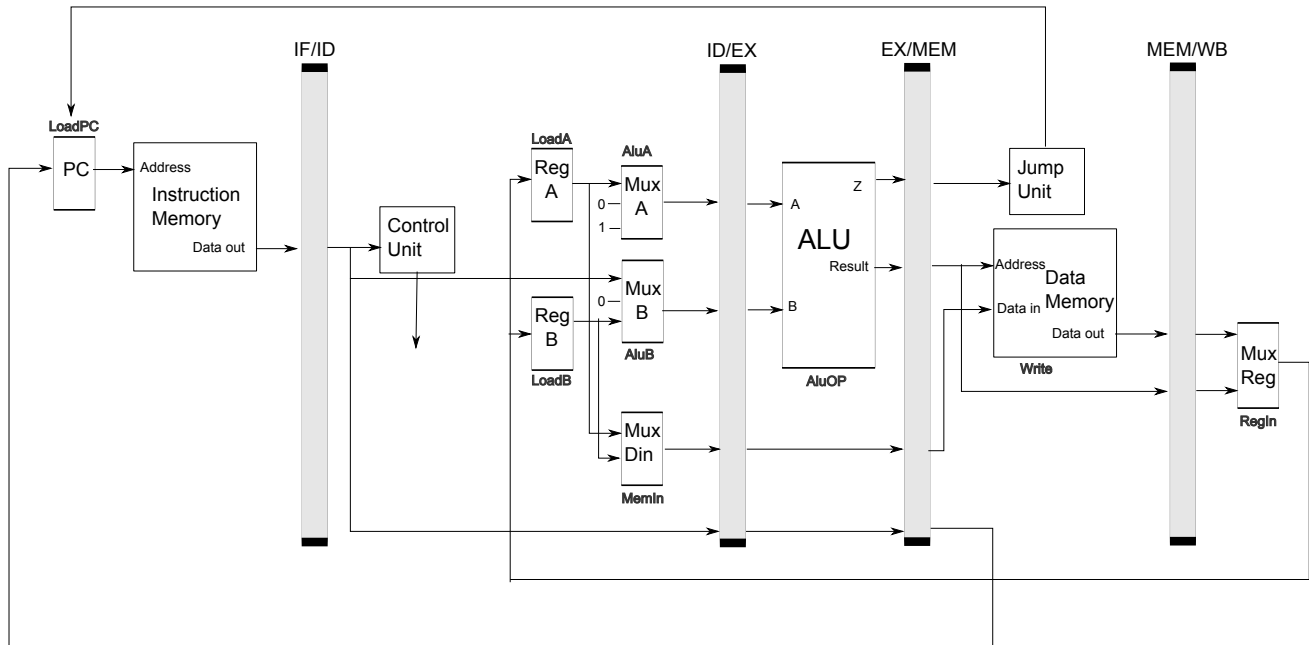 IF/ID
ID/EX
EX/MEM
MEM/WB
LoadPC
PC
Address
Instruction
Memory
Data out
Control
Unit
LoadA
Reg
A
AluA
Mux
A
0
1
Mux
B
0
AluB
Reg
B
LoadB
Mux
Din
MemIn
A
B
ALU
Z
Result
AluOP
Jump
Unit
Address
Data
Memory
Data in
Data out
Write
Mux
Reg
RegIn